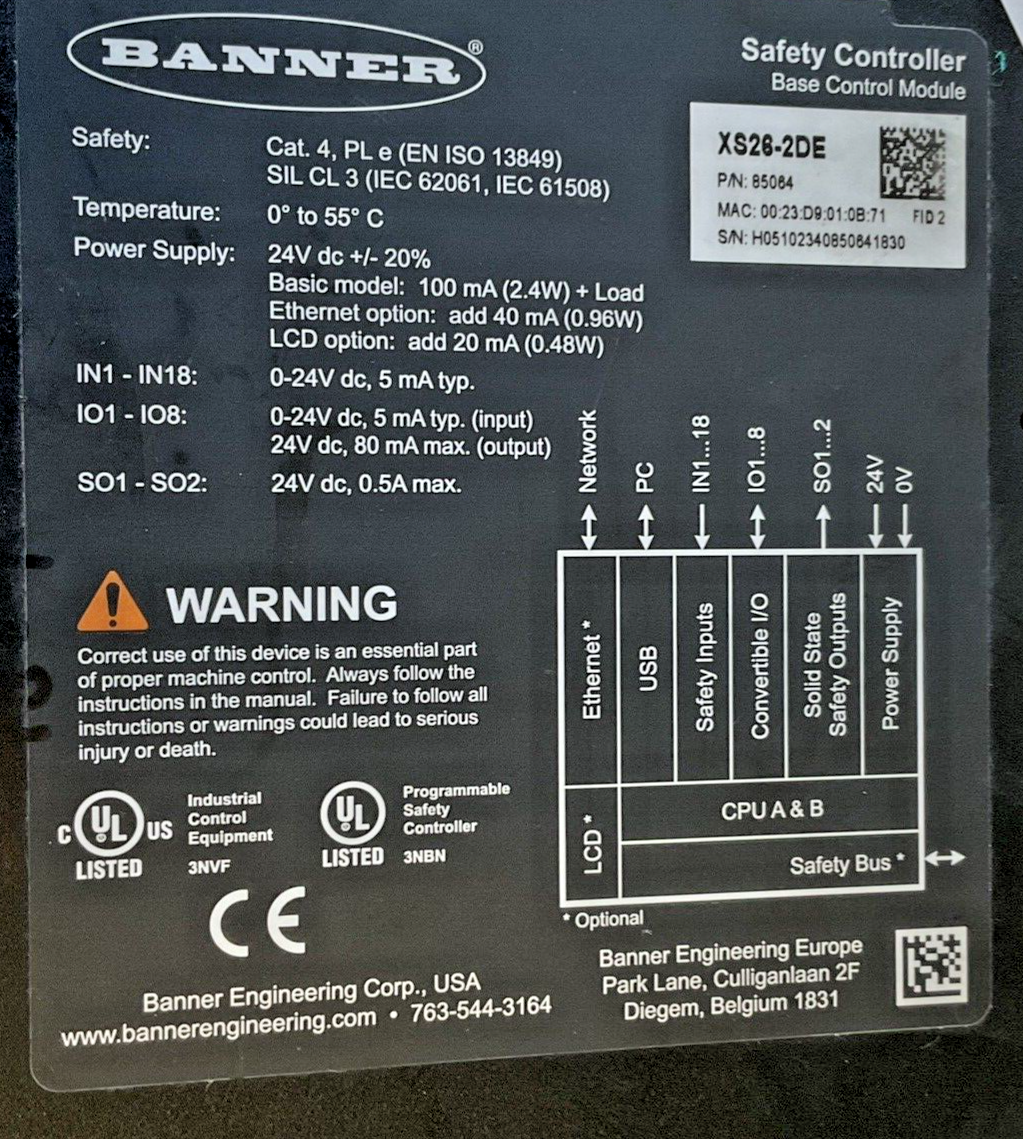 BANNER®
Safety Controller
Base Control Module
XS26-2DE
P/N: 85064
MAC: 00:23:D9:01:0B:71 FID 2
S/N: H05102340850641830
Safety: Cat. 4, PL e (EN ISO 13849)
SIL CL 3 (IEC 62061, IEC 61508)
Temperature: 0° to 55° C
Power Supply: 24V dc +/- 20%
Basic model: 100 mA (2.4W) + Load
Ethernet option: add 40 mA (0.96W)
LCD option: add 20 mA (0.48W)
IN1 - IN18: 0-24V dc, 5 mA typ.
IO1 - IO8: 0-24V dc, 5 mA typ. (input)
24V dc, 80 mA max. (output)
SO1 - SO2: 24V dc, 0.5A max.
Network
PC
IN1...18
IO1...8
SO1...2
24V
0V
Ethernet *
USB
Safety Inputs
Convertible I/O
Solid State
Safety Outputs
Power Supply
LCD *
CPU A & B
Safety Bus *
* Optional
WARNING
Correct use of this device is an essential part
of proper machine control. Always follow the
instructions in the manual. Failure to follow all
instructions or warnings could lead to serious
injury or death.
C UL US
LISTED
Industrial
Control
Equipment
3NVF
UL
LISTED
Programmable
Safety
Controller
3NBN
CE
Banner Engineering Corp., USA
www.bannerengineering.com • 763-544-3164
Banner Engineering Europe
Park Lane, Culliganlaan 2F
Diegem, Belgium 1831